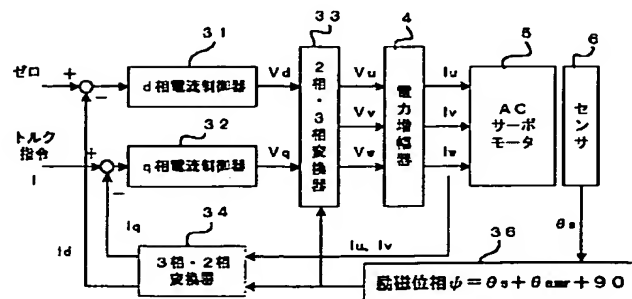 31
33
4
5
6
ゼロ
+
−
d相電流制御器
Vd
2相・3相変換器
Vu
電力増幅器
Iu
ACサーボモータ
センサ
32
トルク指令
I
+
−
q相電流制御器
Vq
Vv
Vw
Iv
Iw
Iq
Id
34
3相・2相変換器
Iu, Iv
θs
36
励磁位相ψ=θs+θemr+90